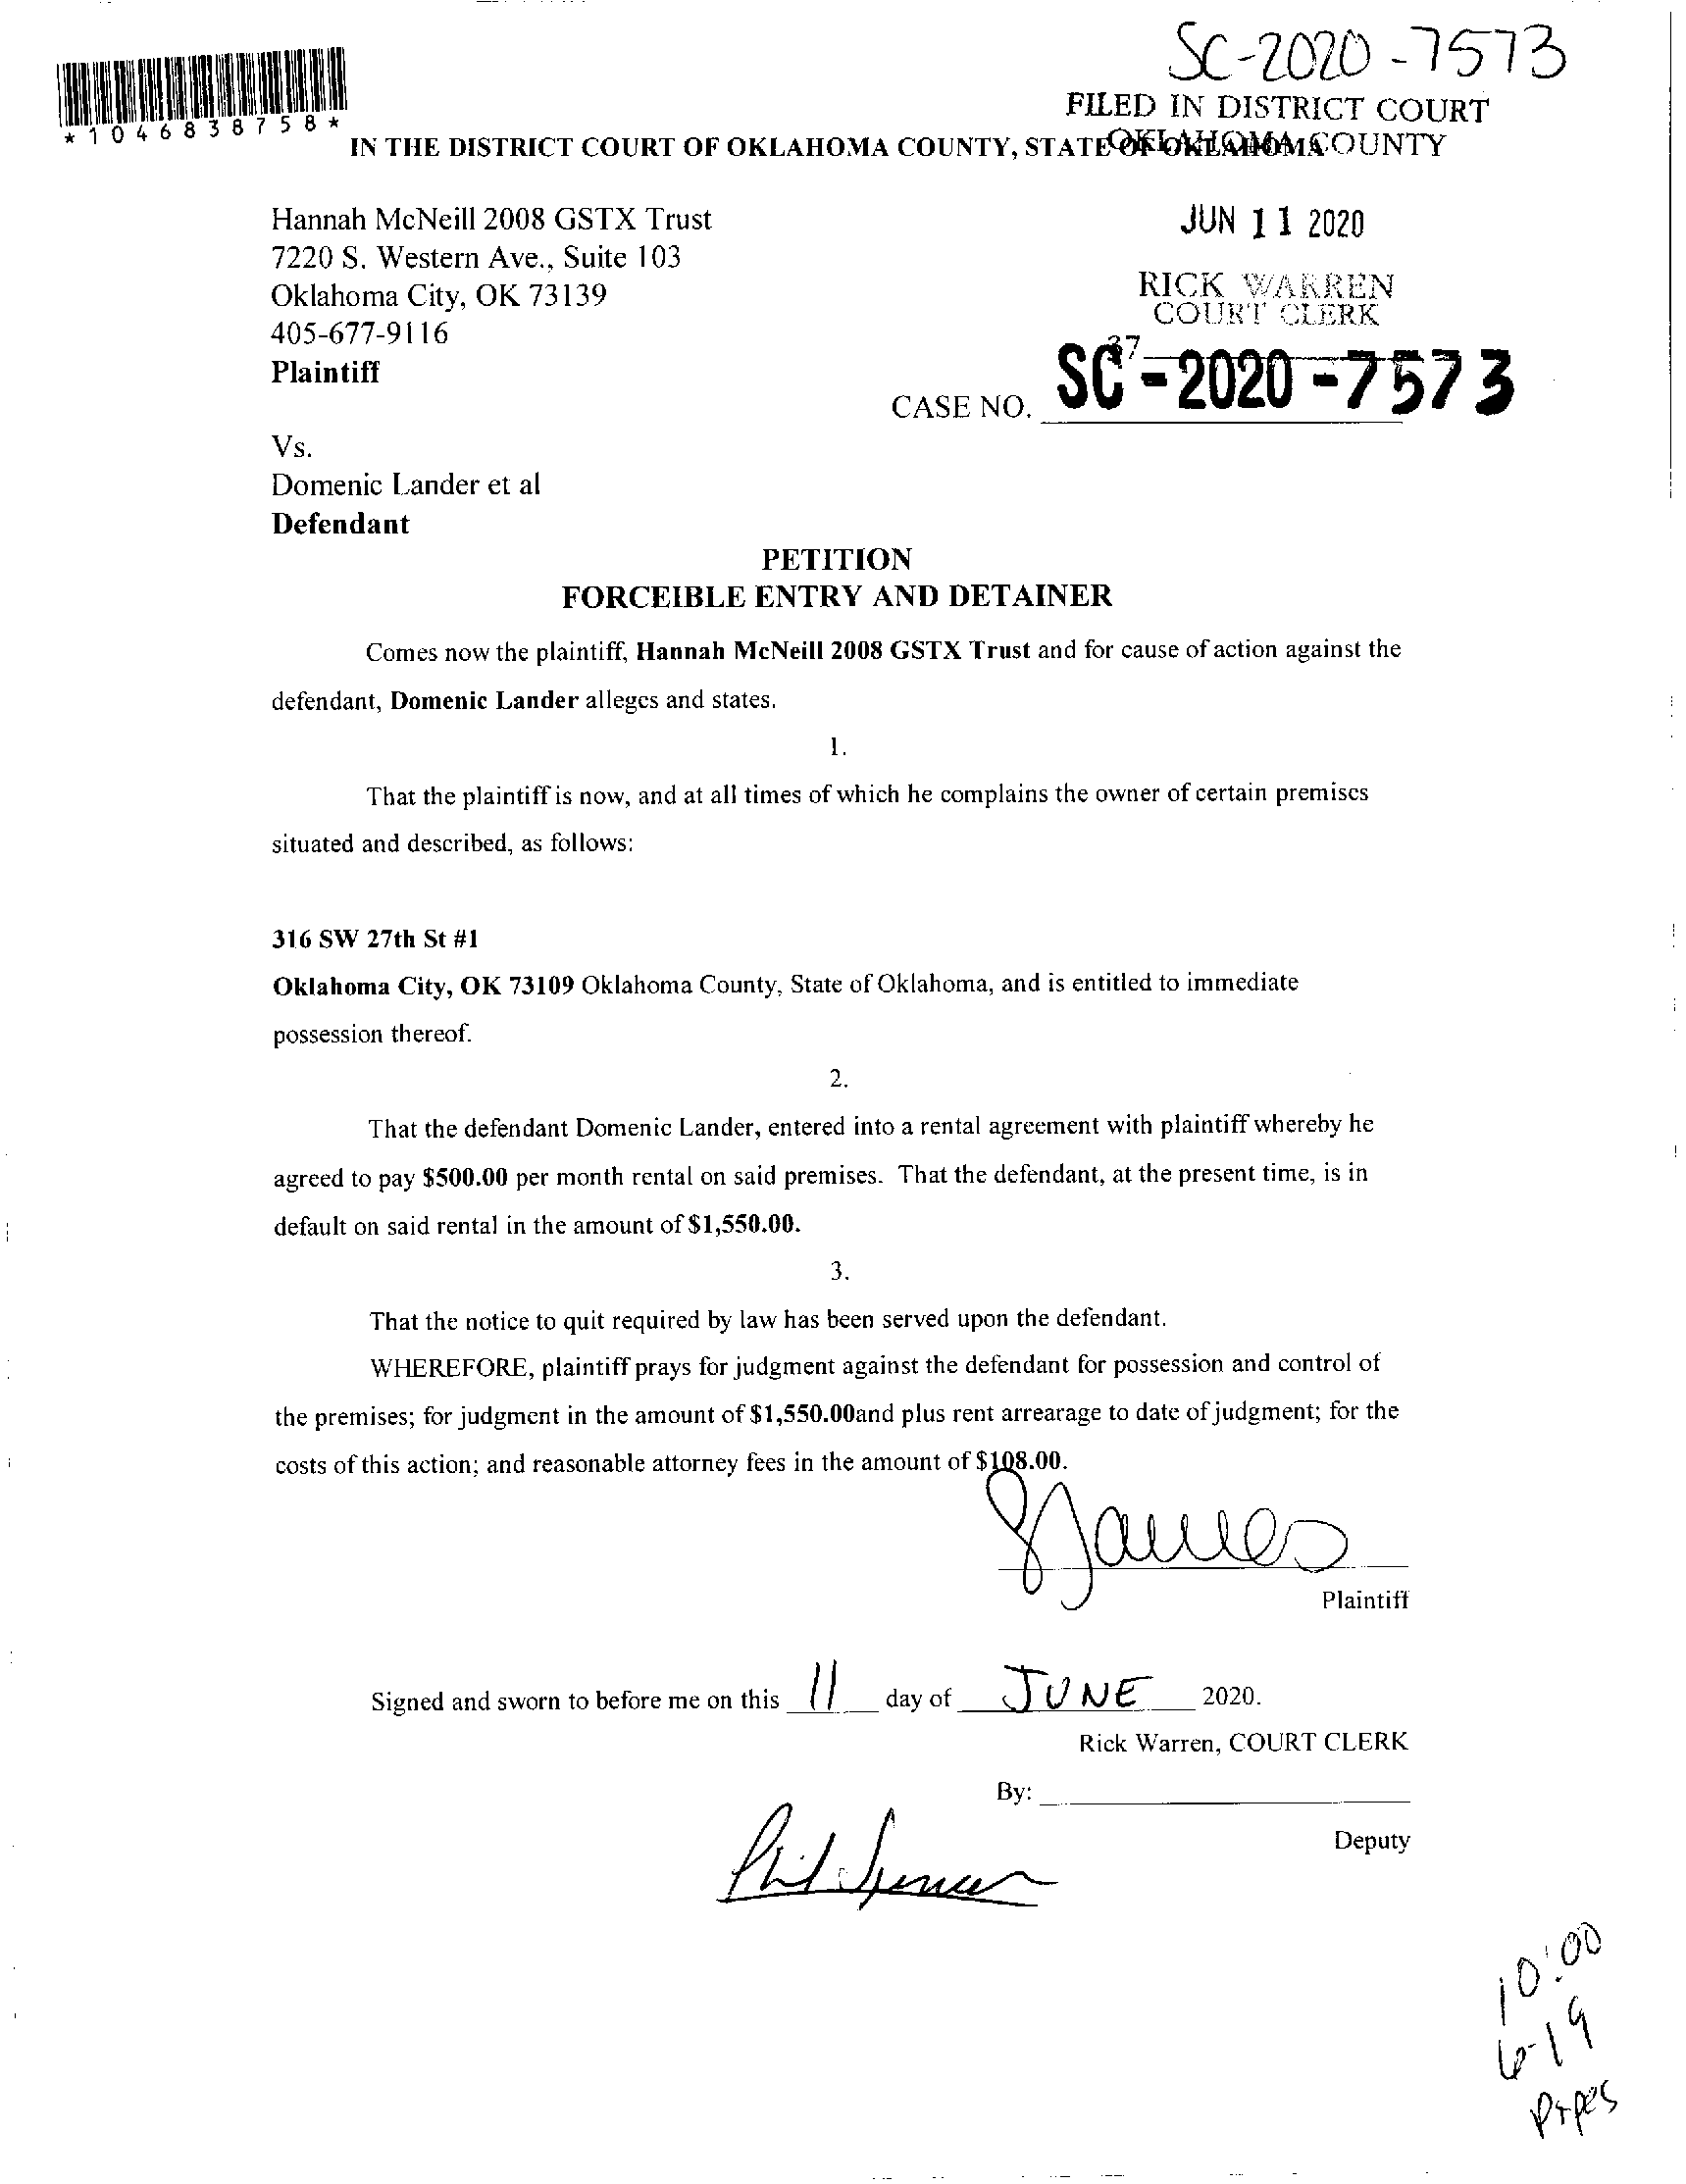 SC-2020-7573
*1046838758*
FILED IN DISTRICT COURT
OKLAHOMA COUNTY
IN THE DISTRICT COURT OF OKLAHOMA COUNTY, STATE OF OKLAHOMA
Hannah McNeill 2008 GSTX Trust
7220 S. Western Ave., Suite 103
Oklahoma City, OK 73139
405-677-9116
Plaintiff
JUN 11 2020
RICK WARREN
COURT CLERK
37
CASE NO. SC-2020-7573
Vs.
Domenic Lander et al
Defendant
PETITION
FORCEIBLE ENTRY AND DETAINER
Comes now the plaintiff, Hannah McNeill 2008 GSTX Trust and for cause of action against the
defendant, Domenic Lander alleges and states.
1.
That the plaintiff is now, and at all times of which he complains the owner of certain premises
situated and described, as follows:
316 SW 27th St #1
Oklahoma City, OK 73109 Oklahoma County, State of Oklahoma, and is entitled to immediate
possession thereof.
2.
That the defendant Domenic Lander, entered into a rental agreement with plaintiff whereby he
agreed to pay $500.00 per month rental on said premises. That the defendant, at the present time, is in
default on said rental in the amount of $1,550.00.
3.
That the notice to quit required by law has been served upon the defendant.
WHEREFORE, plaintiff prays for judgment against the defendant for possession and control of
the premises; for judgment in the amount of $1,550.00and plus rent arrearage to date of judgment; for the
costs of this action; and reasonable attorney fees in the amount of $108.00.
Plaintiff
Signed and sworn to before me on this 11 day of JUNE 2020.
Rick Warren, COURT CLERK
By:
Deputy
Phil Spencer
10:00
6-19
Pipes